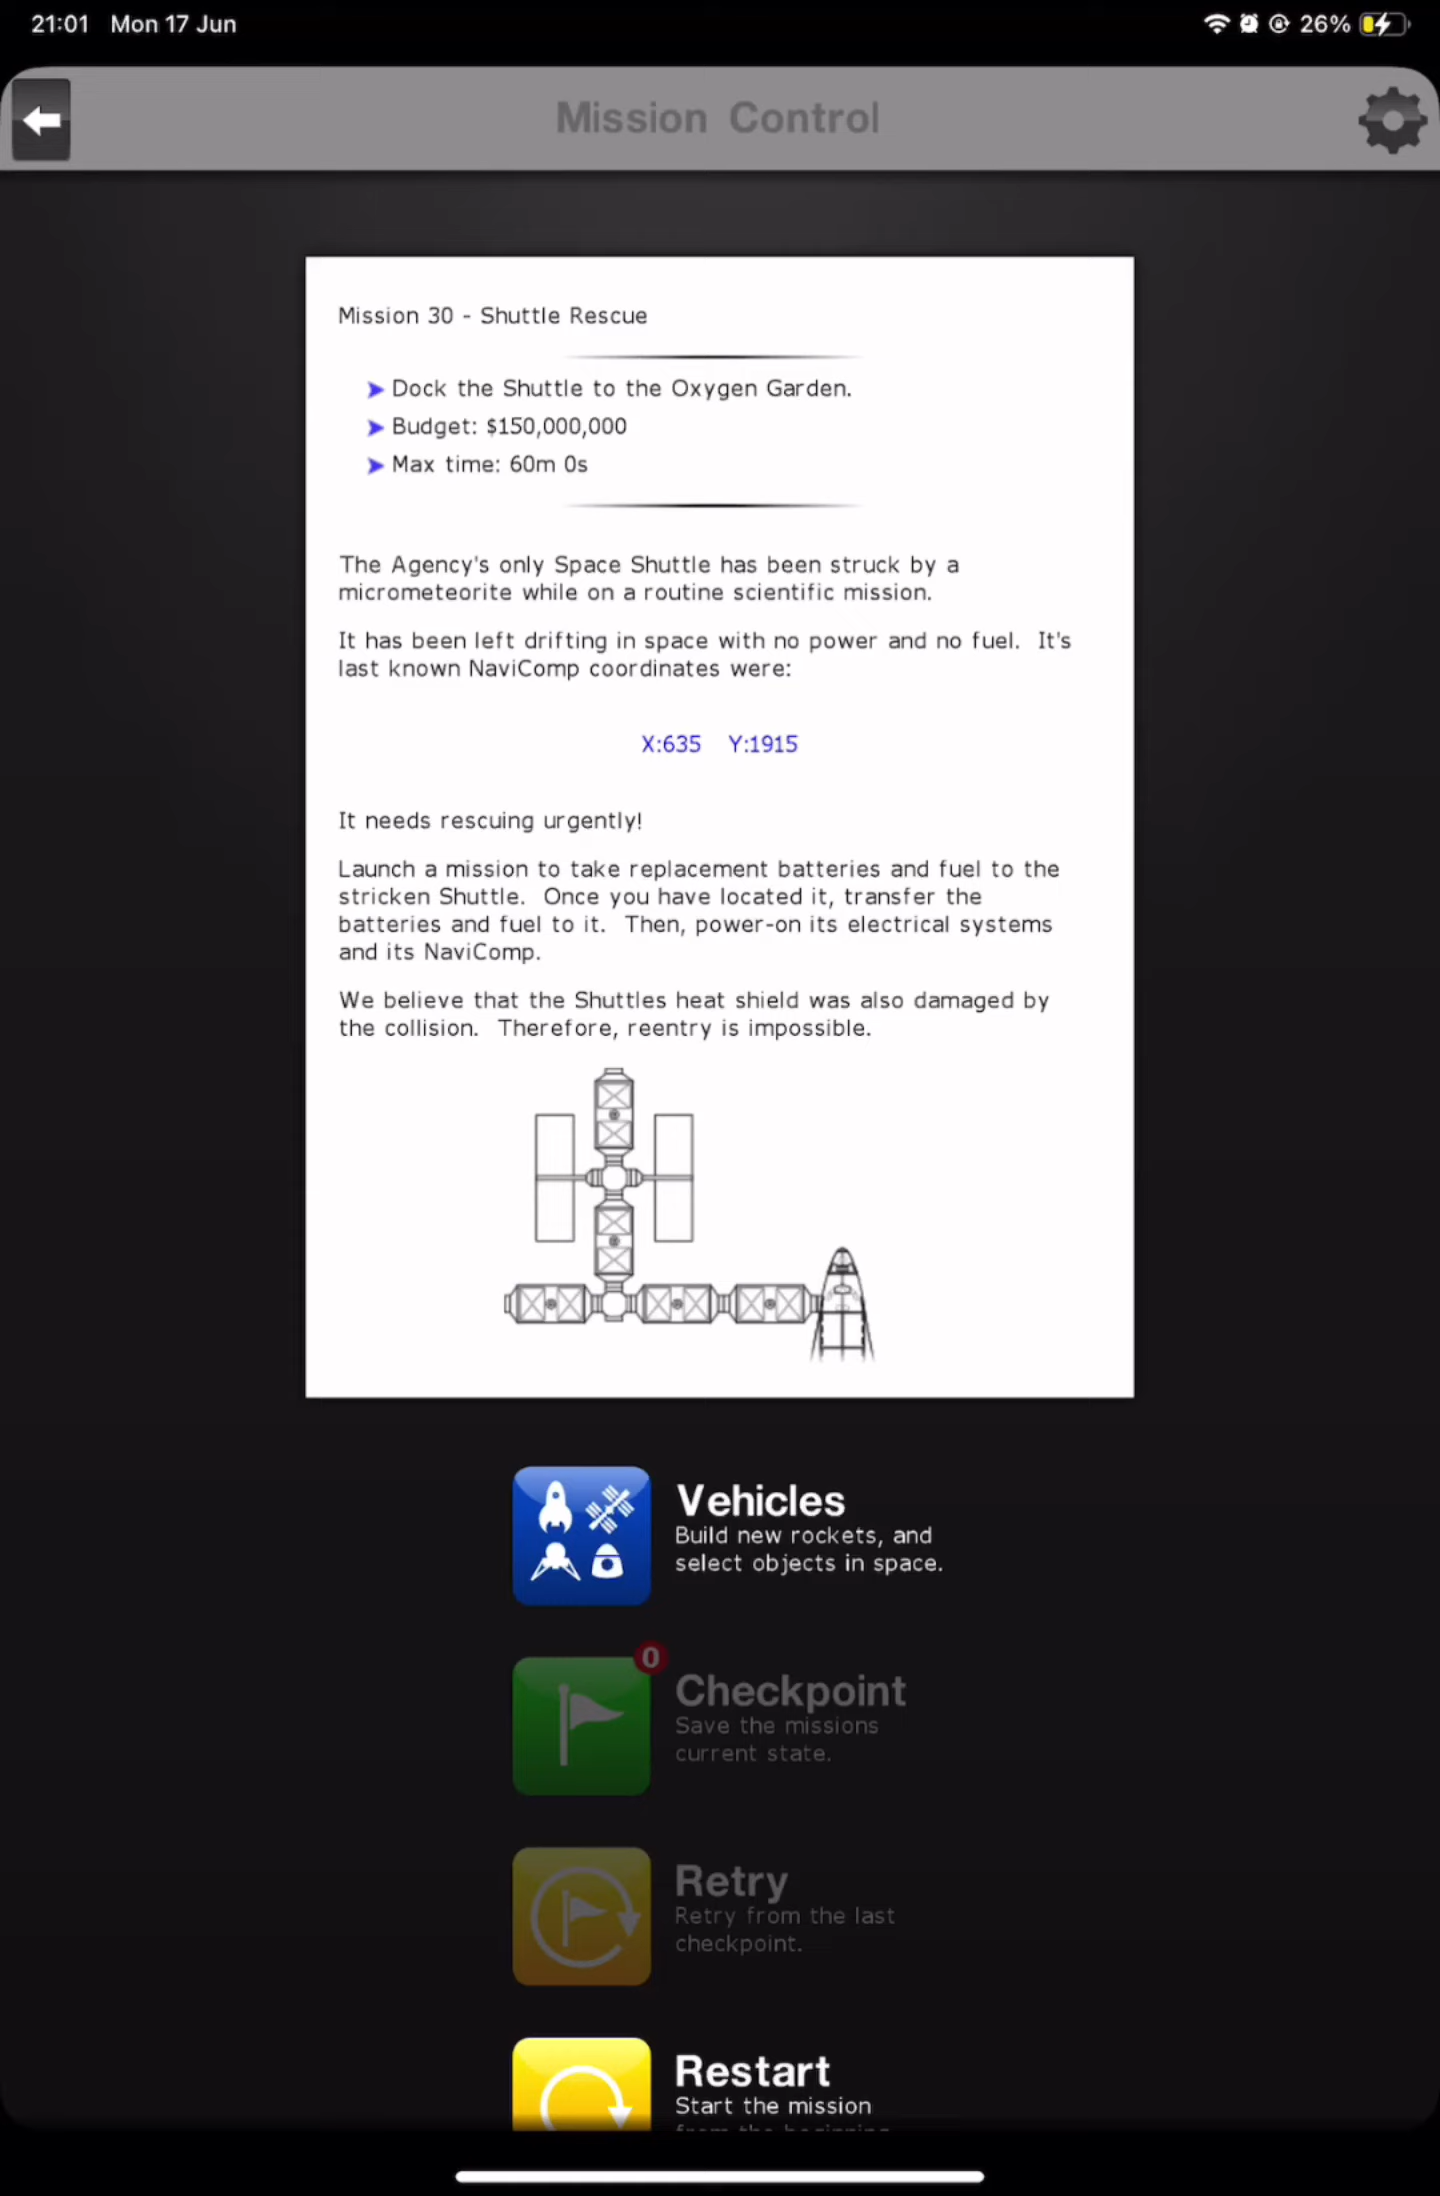 21:01 Mon 17 Jun
26%
Mission Control
Mission 30 - Shuttle Rescue
Dock the Shuttle to the Oxygen Garden.
Budget: $150,000,000
Max time: 60m 0s
The Agency's only Space Shuttle has been struck by a
micrometeorite while on a routine scientific mission.
It has been left drifting in space with no power and no fuel. It's
last known NaviComp coordinates were:
X:635 Y:1915
It needs rescuing urgently!
Launch a mission to take replacement batteries and fuel to the
stricken Shuttle. Once you have located it, transfer the
batteries and fuel to it. Then, power-on its electrical systems
and its NaviComp.
We believe that the Shuttles heat shield was also damaged by
the collision. Therefore, reentry is impossible.
Vehicles
Build new rockets, and
select objects in space.
0
Checkpoint
Save the missions
current state.
Retry
Retry from the last
checkpoint.
Restart
Start the mission
from the beginning